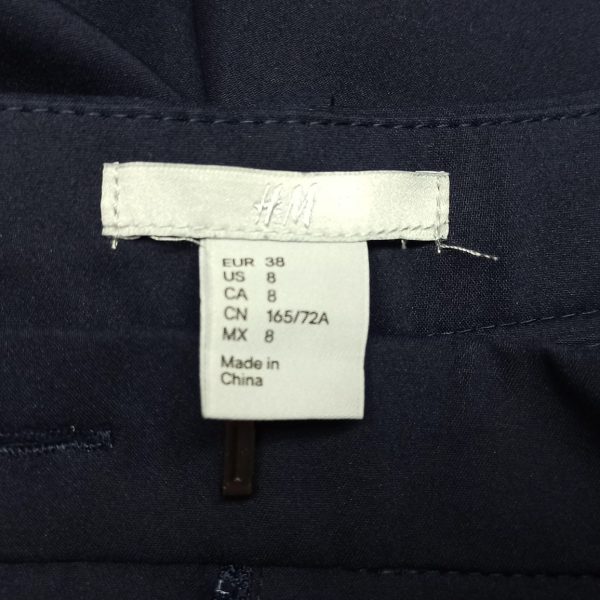 H&M
EUR 38
US 8
CA 8
CN 165/72A
MX 8
Made in
China